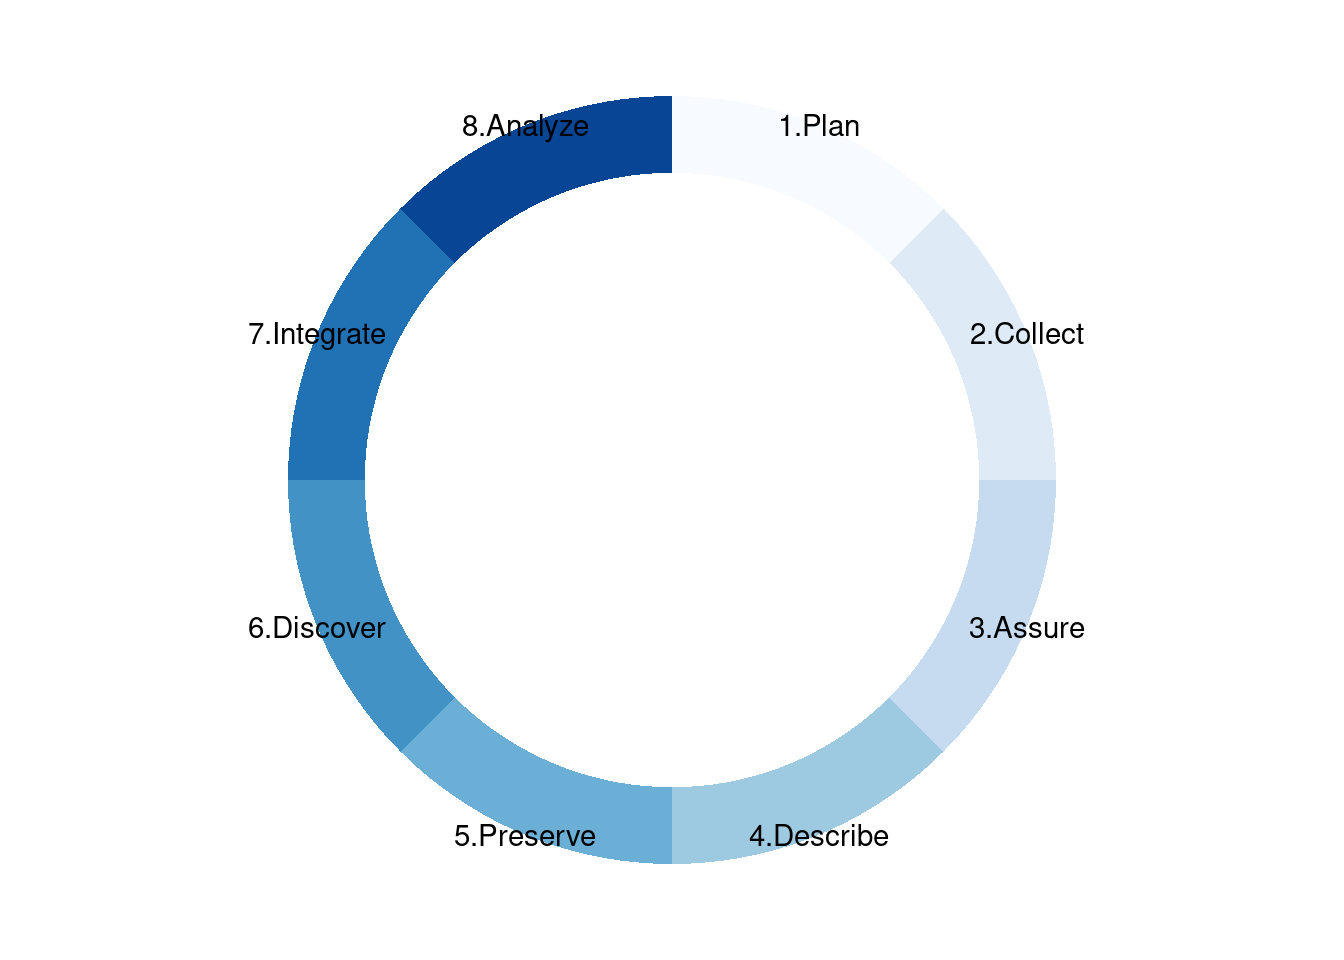 1.Plan
2.Collect
3.Assure
4.Describe
5.Preserve
6.Discover
7.Integrate
8.Analyze